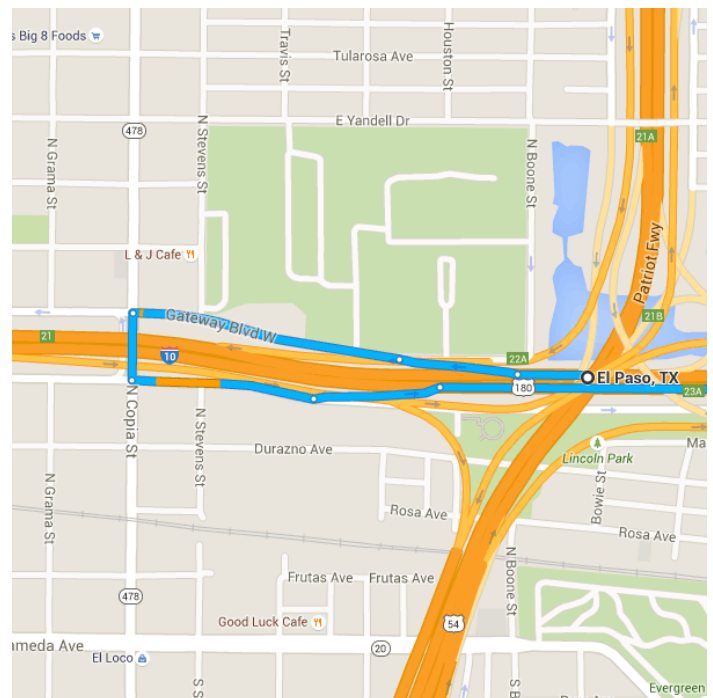 s Big 8 Foods
Travis St
Houston St
Tularosa Ave
E Yandell Dr
478
N Stevens St
N Grama St
N Boone St
21A
Patriot Fwy
L & J Cafe
Gateway Blvd W
21
10
22A
21B
180
El Paso, TX
23A
N Copia St
N Stevens St
Durazno Ave
Lincoln Park
Ma
Bowie St
N Grama St
Rosa Ave
Rosa Ave
N Boone St
Frutas Ave
Frutas Ave
478
Good Luck Cafe
54
ameda Ave
20
El Loco
S S
S B
Evergreen